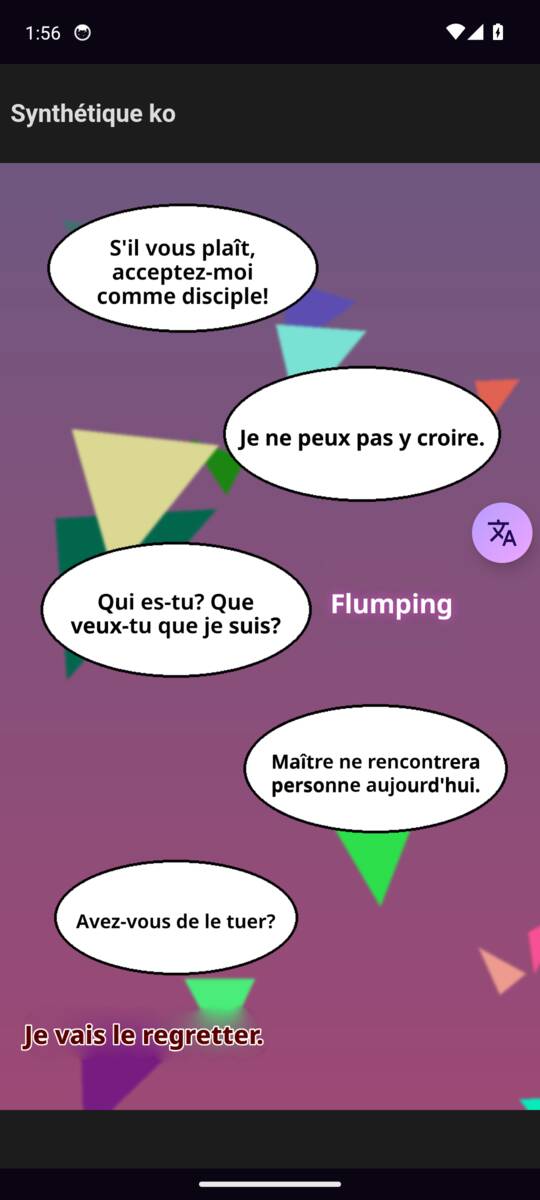 1:56
Synthétique ko
S'il vous plaît,
acceptez-moi
comme disciple!
Je ne peux pas y croire.
Qui es-tu? Que
veux-tu que je suis?
Flumping
Maître ne rencontrera
personne aujourd'hui.
Avez-vous de le tuer?
Je vais le regretter.